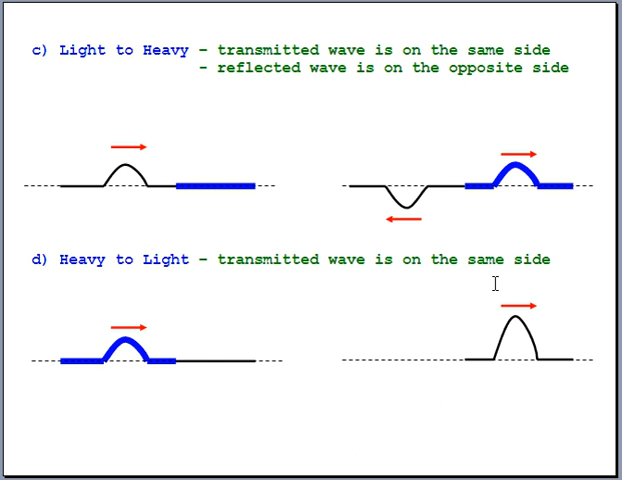 c) Light to Heavy – transmitted wave is on the same side
– reflected wave is on the opposite side
d) Heavy to Light – transmitted wave is on the same side